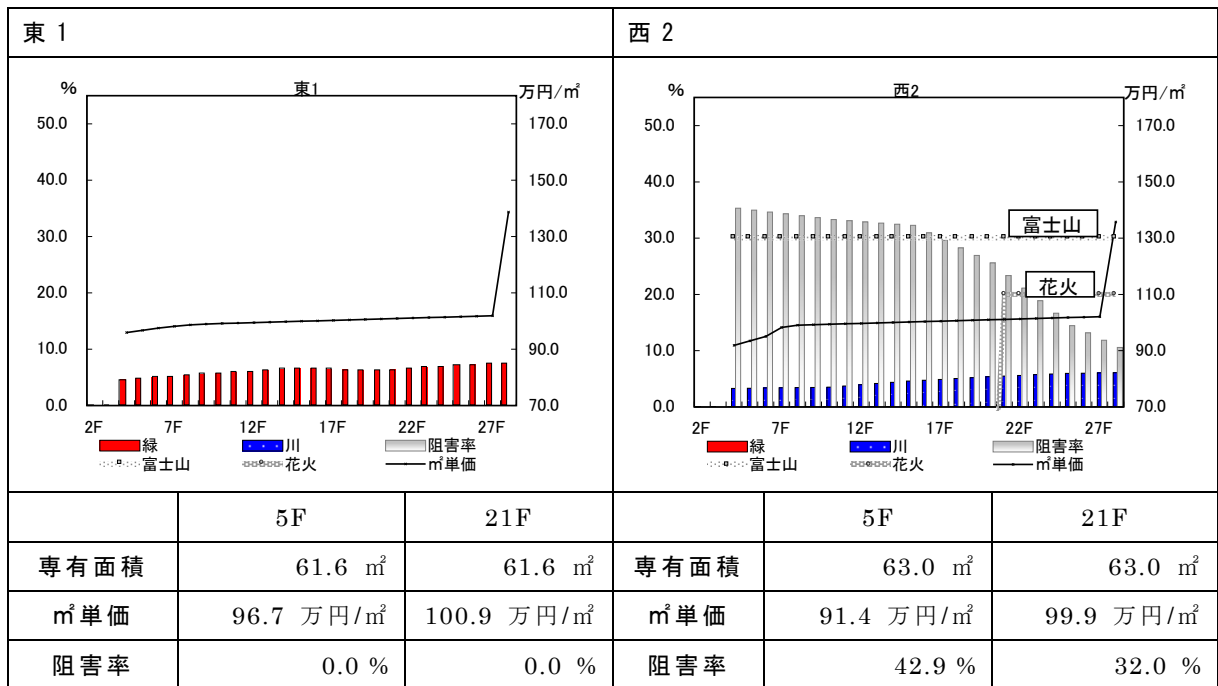 東 1
西 2
%
東1
万円/㎡
50.0
40.0
30.0
20.0
10.0
0.0
170.0
150.0
130.0
110.0
90.0
70.0
2F 7F 12F 17F 22F 27F
緑 川 阻害率
富士山 花火 ㎡単価
%
西2
万円/㎡
50.0
40.0
30.0
20.0
10.0
0.0
富士山
花火
170.0
150.0
130.0
110.0
90.0
70.0
2F 7F 12F 17F 22F 27F
緑 川 阻害率
富士山 花火 ㎡単価
5F 21F 5F 21F
専有面積 61.6 ㎡ 61.6 ㎡ 専有面積 63.0 ㎡ 63.0 ㎡
㎡単価 96.7 万円/㎡ 100.9 万円/㎡ ㎡単価 91.4 万円/㎡ 99.9 万円/㎡
阻害率 0.0 % 0.0 % 阻害率 42.9 % 32.0 %